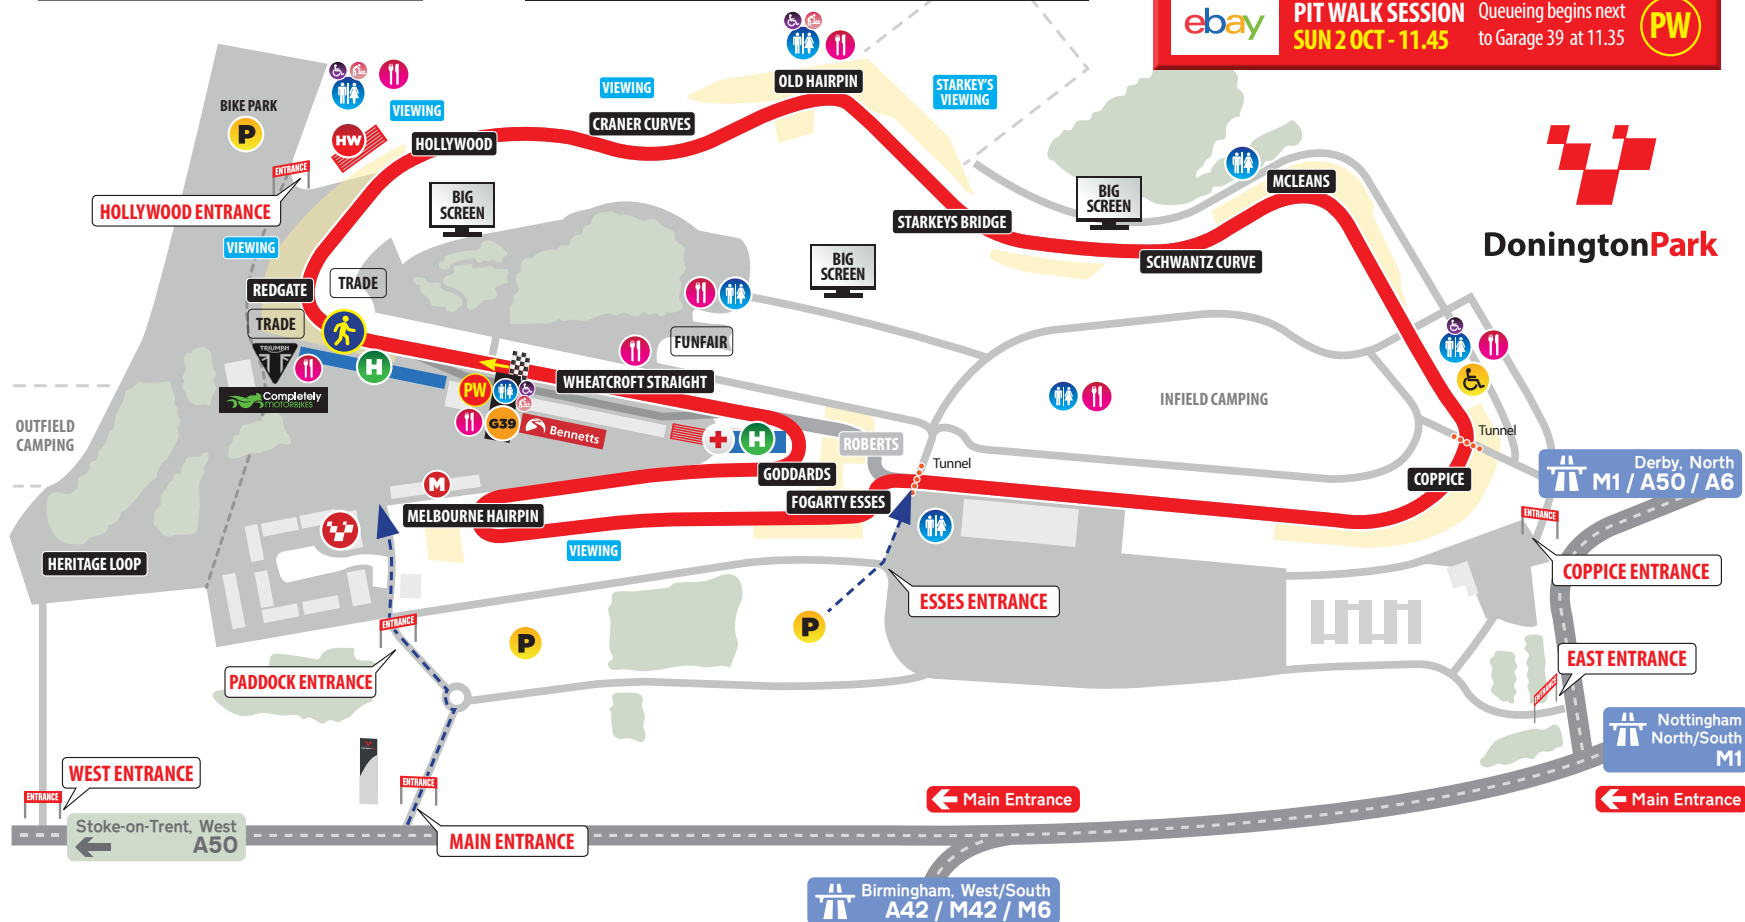 ebay
PIT WALK SESSION
SUN 2 OCT - 11.45
Queueing begins next
to Garage 39 at 11.35
PW
OLD HAIRPIN
STARKEY'S
VIEWING
VIEWING
CRANER CURVES
BIKE PARK
P
VIEWING
HW
HOLLYWOOD
ENTRANCE
HOLLYWOOD ENTRANCE
BIG
SCREEN
BIG
SCREEN
MCLEANS
STARKEYS BRIDGE
SCHWANTZ CURVE
DoningtonPark
VIEWING
BIG
SCREEN
REDGATE
TRADE
TRADE
TRIUMPH
H
Completely
MOTORBIKES
FUNFAIR
WHEATCROFT STRAIGHT
PW
G39
Bennetts
H
ROBERTS
INFIELD CAMPING
Tunnel
Tunnel
OUTFIELD
CAMPING
GODDARDS
FOGARTY ESSES
COPPICE
Derby, North
M1 / A50 / A6
M
MELBOURNE HAIRPIN
VIEWING
ENTRANCE
COPPICE ENTRANCE
HERITAGE LOOP
ESSES ENTRANCE
P
P
ENTRANCE
PADDOCK ENTRANCE
EAST ENTRANCE
ENTRANCE
Nottingham
North/South
M1
WEST ENTRANCE
ENTRANCE
ENTRANCE
Main Entrance
Main Entrance
Stoke-on-Trent, West
A50
MAIN ENTRANCE
Birmingham, West/South
A42 / M42 / M6